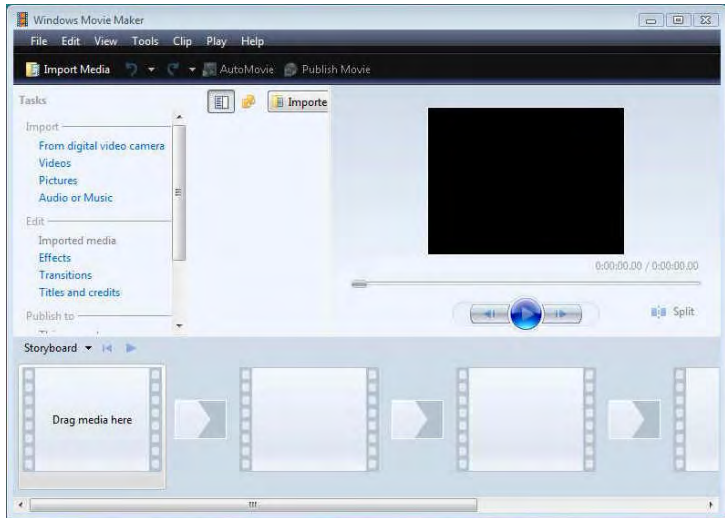 Windows Movie Maker
File Edit View Tools Clip Play Help
Import Media AutoMovie Publish Movie
Tasks
Importe
Import
From digital video camera
Videos
Pictures
Audio or Music
Edit
Imported media
Effects
Transitions
Titles and credits
Publish to
0:00:00.00 / 0:00:00.00
Split
Storyboard
Drag media here